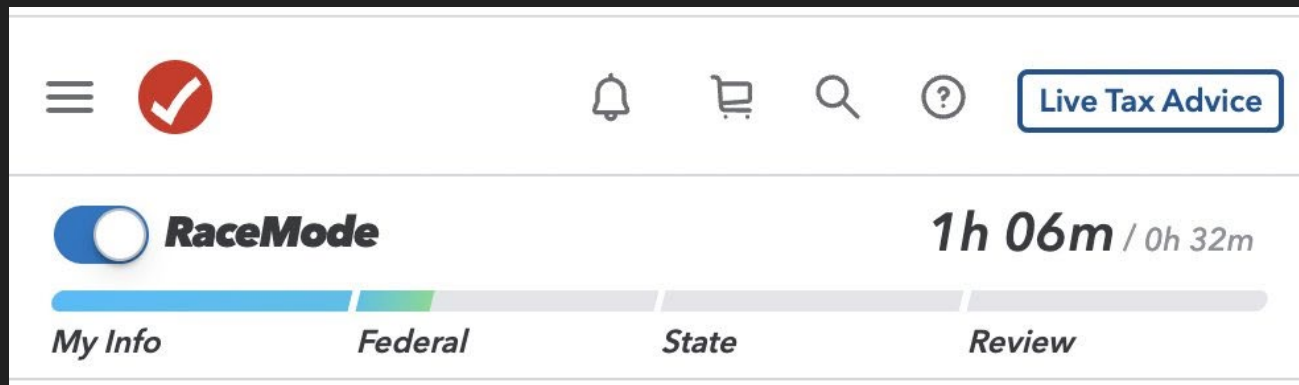 Live Tax Advice
RaceMode 1h 06m / 0h 32m
My Info Federal State Review